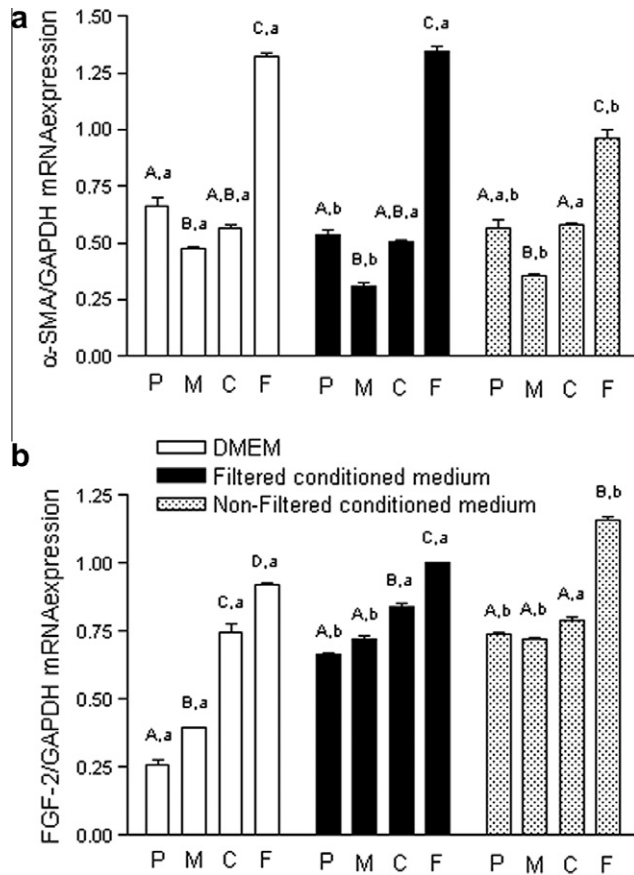 a
α-SMA/GAPDH mRNAexpression
1.50
1.25
1.00
0.75
0.50
0.25
0.00
A,a
B,a
A,B,a
C,a
A,b
B,b
A,B,a
C,a
A,a,b
B,b
A,a
C,b
P M C F P M C F P M C F
b
DMEM
Filtered conditioned medium
Non-Filtered conditioned medium
FGF-2/GAPDH mRNAexpression
1.25
1.00
0.75
0.50
0.25
0.00
A,a
B,a
C,a
D,a
A,b
A,b
B,a
C,a
A,b
A,b
A,a
B,b
P M C F P M C F P M C F